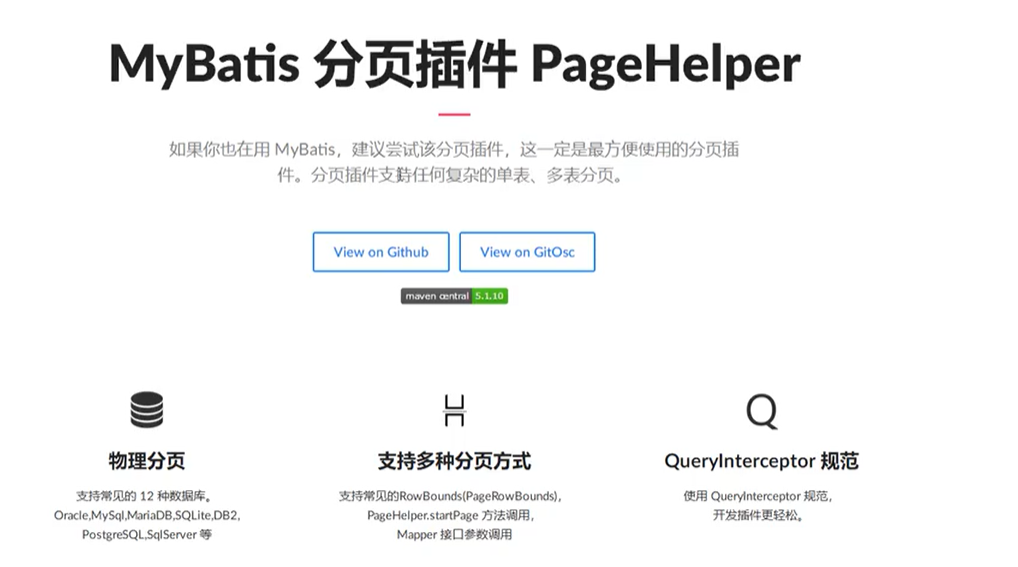 MyBatis 分页插件 PageHelper
如果你也在用 MyBatis，建议尝试该分页插件，这一定是最方便使用的分页插
件。分页插件支持任何复杂的单表、多表分页。
View on Github
View on GitOsc
maven central 5.1.10
物理分页
支持常见的 12 种数据库。
Oracle,MySql,MariaDB,SQLite,DB2,
PostgreSQL,SqlServer 等
支持多种分页方式
支持常见的RowBounds(PageRowBounds)，
PageHelper.startPage 方法调用，
Mapper 接口参数调用
QueryInterceptor 规范
使用 QueryInterceptor 规范，
开发插件更轻松。